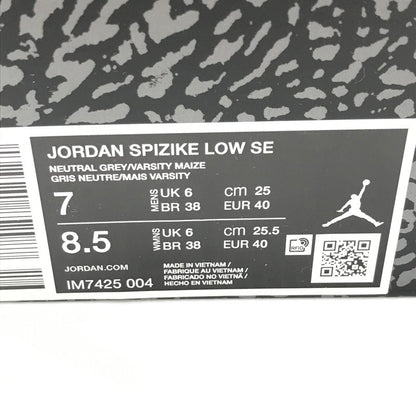 JORDAN SPIZIKE LOW SE
NEUTRAL GREY/VARSITY MAIZE
GRIS NEUTRE/MAIS VARSITY
7 MENS UK 6 CM 25
BR 38 EUR 40
8.5 WMNS UK 6 CM 25.5
BR 38 EUR 40
JORDAN.COM
IM7425 004
RFID
MADE IN VIETNAM /
FABRIQUE AU VIETNAM /
FABRICADO NO VIETNÃ /
HECHO EN VIETNAM